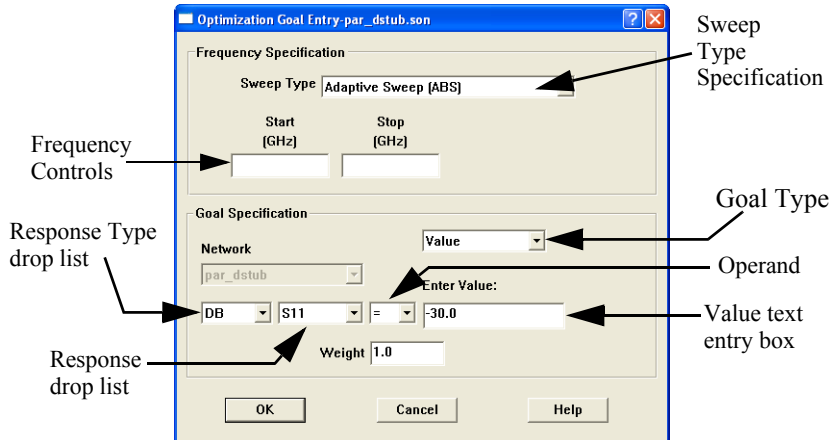 Optimization Goal Entry-par_dstub.son
Sweep
Type
Specification
Frequency Specification
Sweep Type Adaptive Sweep (ABS)
Start
(GHz)
Stop
(GHz)
Frequency
Controls
Goal Specification
Goal Type
Response Type
drop list
Network
Value
par_dstub
Operand
Enter Value:
DB S11 = -30.0
Value text
entry box
Response
drop list
Weight 1.0
OK Cancel Help